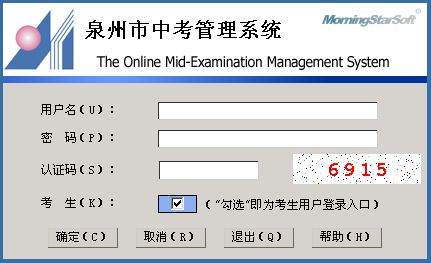 泉州市中考管理系统
MorningStarSoft®
The Online Mid-Examination Management System
用户名(U):
密 码(P):
认证码(S): 6915
考 生(K): (“勾选”即为考生用户登录入口)
确定(C) 取消(R) 退出(Q) 帮助(H)